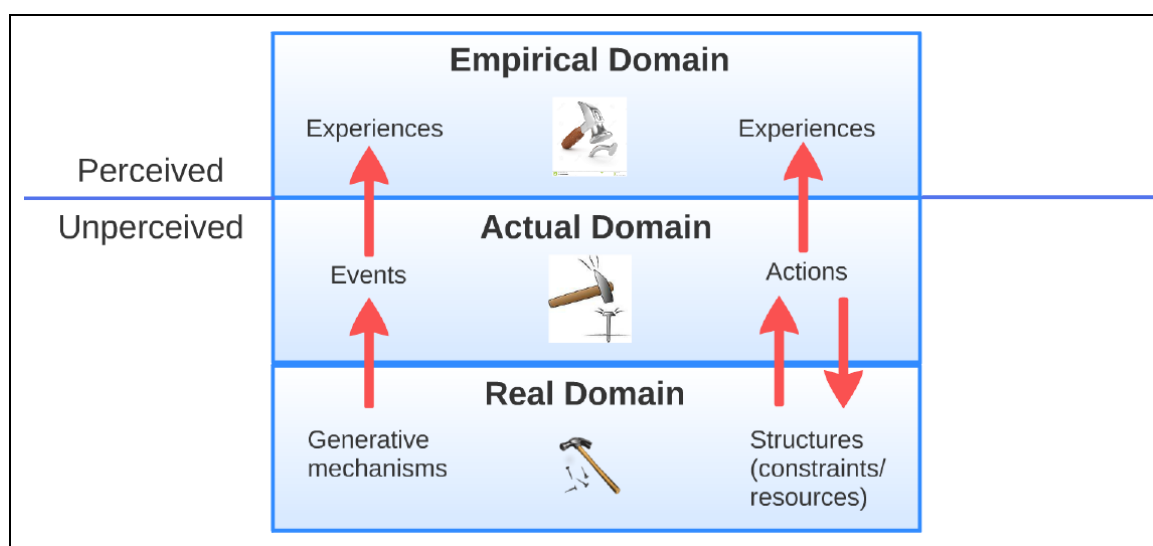 Empirical Domain
Experiences
Experiences
Perceived
Unperceived
Actual Domain
Events
Actions
Real Domain
Generative
mechanisms
Structures
(constraints/
resources)